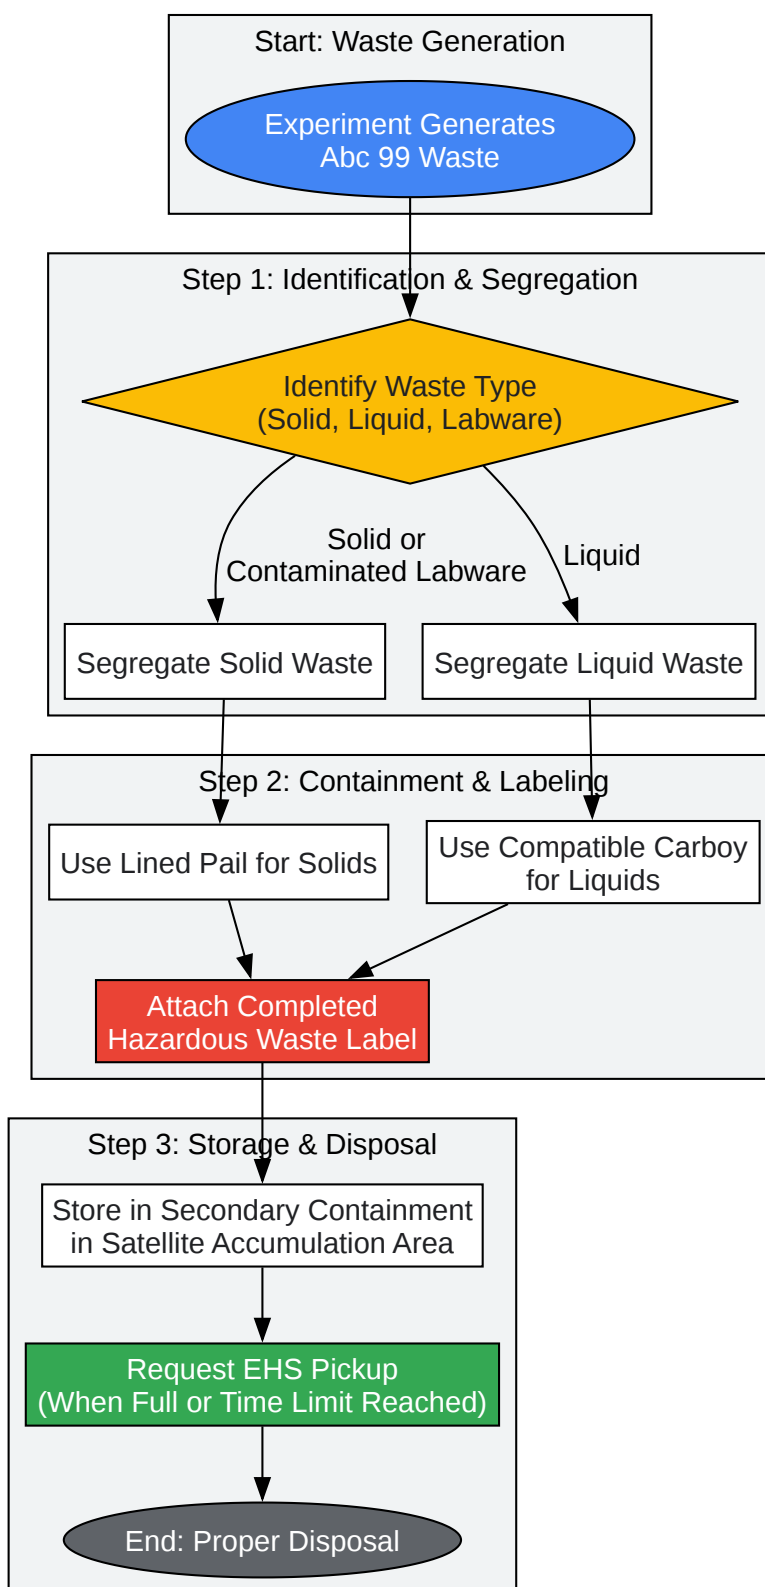 Start: Waste Generation
Experiment Generates
Abc 99 Waste
Step 1: Identification & Segregation
Identify Waste Type
(Solid, Liquid, Labware)
Solid or
Contaminated Labware
Liquid
Segregate Solid Waste
Segregate Liquid Waste
Step 2: Containment & Labeling
Use Lined Pail for Solids
Use Compatible Carboy
for Liquids
Attach Completed
Hazardous Waste Label
Step 3: Storage & Disposal
Store in Secondary Containment
in Satellite Accumulation Area
Request EHS Pickup
(When Full or Time Limit Reached)
End: Proper Disposal